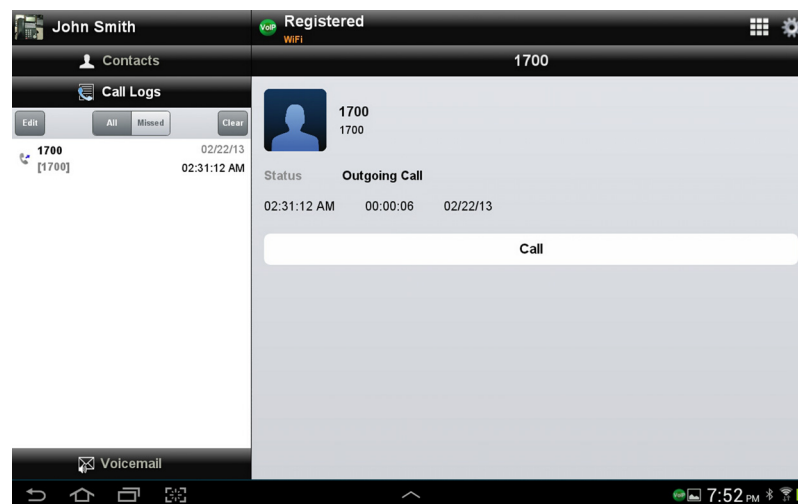 John Smith
VoIP
Registered
WiFi
Contacts
1700
Call Logs
Edit
All
Missed
Clear
1700
02/22/13
[1700]
02:31:12 AM
1700
1700
Status Outgoing Call
02:31:12 AM 00:00:06 02/22/13
Call
Voicemail
7:52 PM